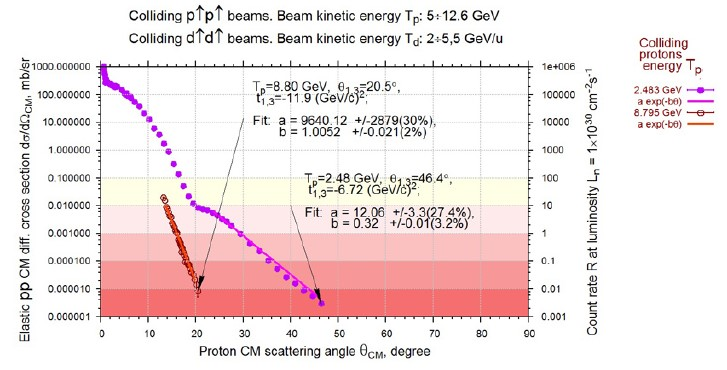 Colliding p↑p↑ beams. Beam kinetic energy Tp: 5÷12.6 GeV
Colliding d↑d↑ beams. Beam kinetic energy Td: 2÷5,5 GeV/u
Elastic pp CM diff. cross section dσ/dΩCM, mb/sr
1000.000000
100.000000
10.000000
1.000000
0.100000
0.010000
0.001000
0.000100
0.000010
0.000001
Tp=8.80 GeV, θ1,3=20.5°,
t1,3=-11.9 (GeV/c)2;
Fit: a = 9640.12 +/-2879(30%)
b = 1.0052 +/-0.021(2%)
Tp=2.48 GeV, θ1,3=46.4°,
t1,3=-6.72 (GeV/c)2;
Fit: a = 12.06 +/-3.3(27.4%)
b = 0.32 +/-0.01(3.2%)
0 10 20 30 40 50 60 70 80 90
Proton CM scattering angle θCM, degree
1e+006
100000
10000
1000
100
10
1
0.1
0.01
0.001
Count rate R at luminosity Ln = 1×10^30 cm-2s-1
Colliding
protons
energy Tp
2.483 GeV
a exp(-bθ)
8.795 GeV
a exp(-bθ)